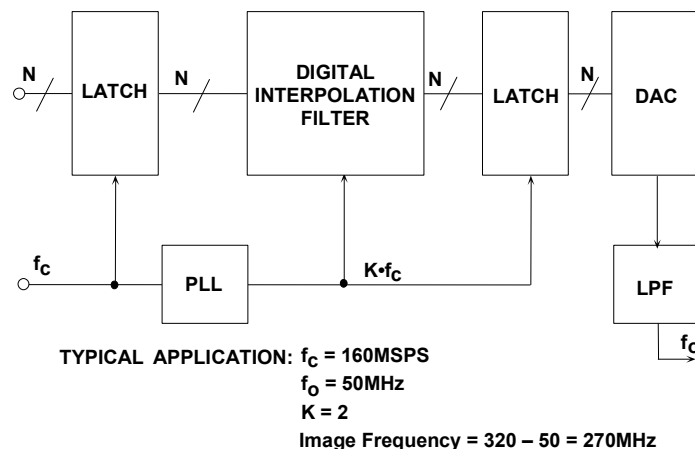 N
LATCH
N
DIGITAL
INTERPOLATION
FILTER
N
LATCH
N
DAC
fC
PLL
K•fC
LPF
fO
TYPICAL APPLICATION: fC = 160MSPS
fO = 50MHz
K = 2
Image Frequency = 320 – 50 = 270MHz